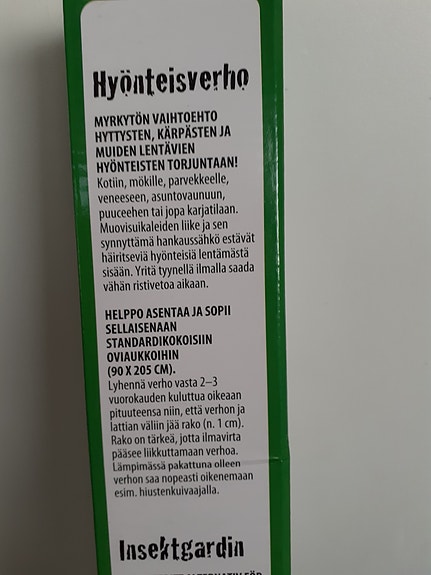 Hyönteisverho
MYRKYTÖN VAIHTOEHTO
HYTTYSTEN, KÄRPÄSTEN JA
MUIDEN LENTÄVIEN
HYÖNTEISTEN TORJUNTAAN!
Kotiin, mökille, parvekkeelle,
veneeseen, asuntovaunuun,
puuceehen tai jopa karjatilaan.
Muovisuikaleiden liike ja sen
synnyttämä hankaussähkö estävät
häiritseviä hyönteisiä lentämästä
sisään. Yritä tyynellä ilmalla saada
vähän ristivetoa aikaan.
HELPPO ASENTAA JA SOPII
SELLAISENAAN
STANDARDIKOKOISIIN
OVIAUKKOIHIN
(90 X 205 CM).
Lyhennä verho vasta 2–3
vuorokauden kuluttua oikeaan
pituuteensa niin, että verhon ja
lattian väliin jää rako (n. 1 cm).
Rako on tärkeä, jotta ilmavirta
pääsee liikkuttamaan verhoa.
Lämpimässä pakattuna olleen
verhon saa nopeasti oikenemaan
esim. hiustenkuivaajalla.
Insektgardin